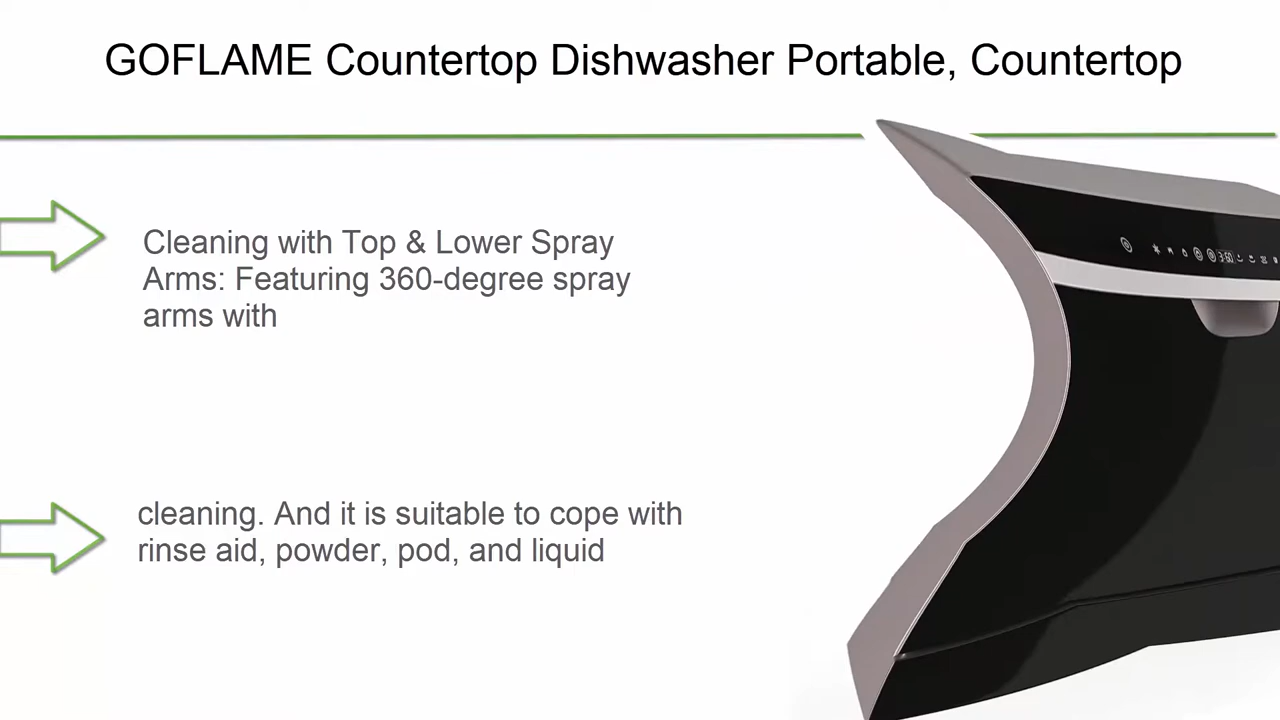 GOFLAME Countertop Dishwasher Portable, Countertop
Cleaning with Top & Lower Spray
Arms: Featuring 360-degree spray
arms with
cleaning. And it is suitable to cope with
rinse aid, powder, pod, and liquid